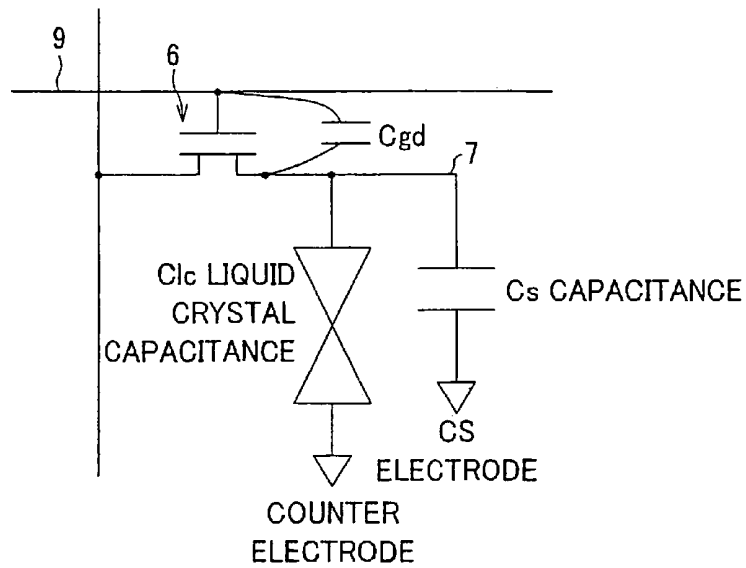 9
6
Cgd
7
Clc LIQUID
CRYSTAL
CAPACITANCE
Cs CAPACITANCE
CS
ELECTRODE
COUNTER
ELECTRODE